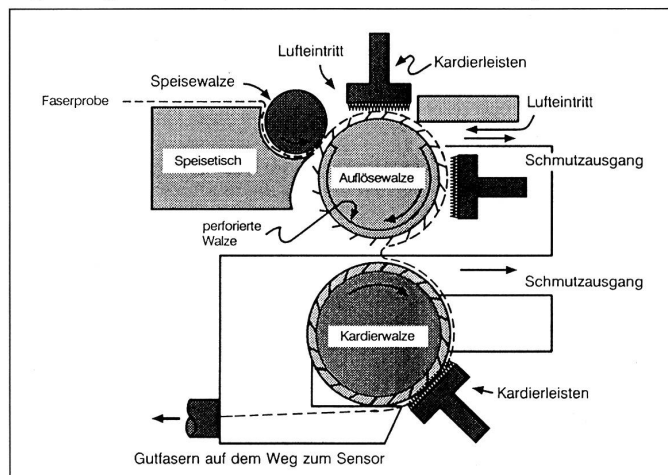 Lufteintritt
Kardierleisten
Speisewalze
Faserprobe
Lufteintritt
Speisetisch
Schmutzausgang
Auflösewalze
perforierte
Walze
Schmutzausgang
Kardierwalze
Kardierleisten
Gutfasern auf dem Weg zum Sensor